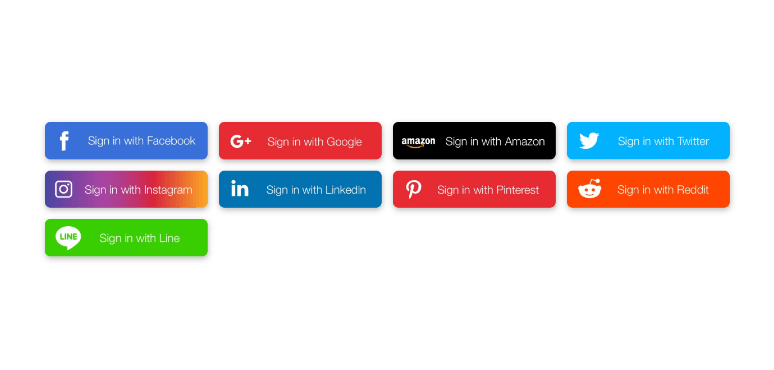 f Sign in with Facebook
G+ Sign in with Google
amazon Sign in with Amazon
Sign in with Twitter
Sign in with Instagram
in Sign in with Linkedin
Sign in with Pinterest
Sign in with Reddit
LINE Sign in with Line